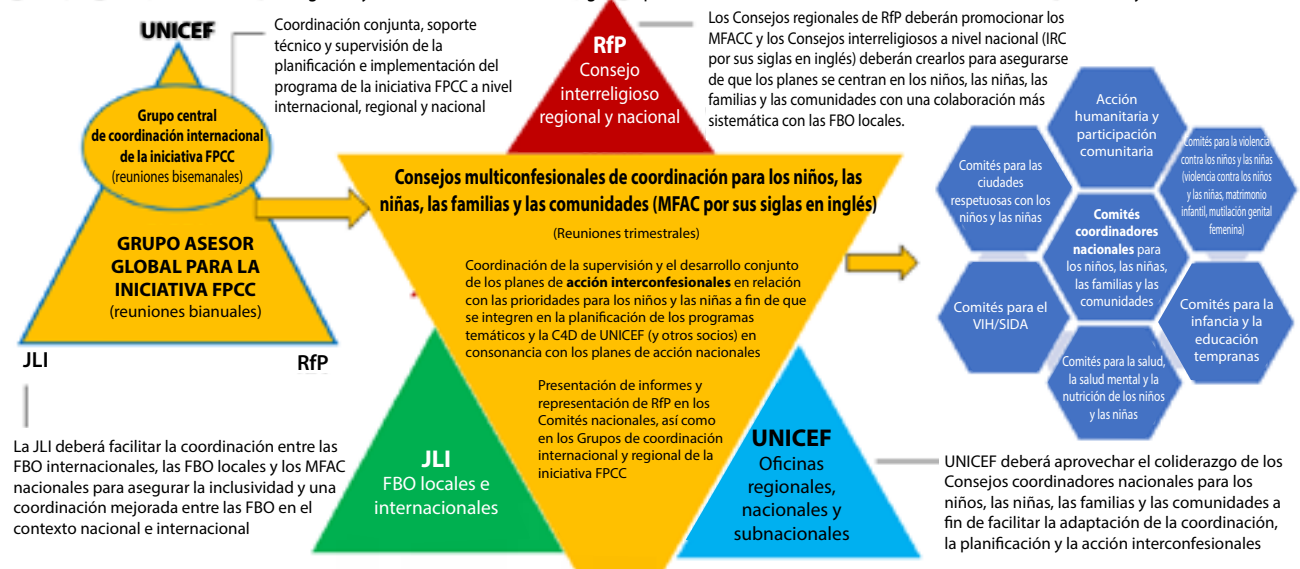 UNICEF
Coordinación conjunta, soporte
técnico y supervisión de la
planificación e implementación del
programa de la iniciativa FPCC a nivel
internacional, regional y nacional
Grupo central
de coordinación internacional
de la iniciativa FPCC
(reuniones bisemanales)
GRUPO ASESOR
GLOBAL PARA LA
INICIATIVA FPCC
(reuniones bianuales)
JLI
RfP
La JLI deberá facilitar la coordinación entre las
FBO internacionales, las FBO locales y los MFAC
nacionales para asegurar la inclusividad y una
coordinación mejorada entre las FBO en el
contexto nacional e internacional
RfP
Consejo
interreligioso
regional y nacional
Los Consejos regionales de RfP deberán promocionar los
MFACC y los Consejos interreligiosos a nivel nacional (IRC
por sus siglas en inglés) deberán crearlos para asegurarse
de que los planes se centran en los niños, las niñas, las
familias y las comunidades con una colaboración más
sistemática con las FBO locales.
Consejos multiconfesionales de coordinación para los niños, las
niñas, las familias y las comunidades (MFAC por sus siglas en inglés)
(Reuniones trimestrales)
Coordinación de la supervisión y el desarrollo conjunto
de los planes de acción interconfesionales en relación
con las prioridades para los niños y las niñas a fin de que
se integren en la planificación de los programas
temáticos y la C4D de UNICEF (y otros socios) en
consonancia con los planes de acción nacionales
Presentación de informes y
representación de RfP en los
Comités nacionales, así como
en los Grupos de coordinación
internacional y regional de la
iniciativa FPCC
JLI
FBO locales e
internacionales
UNICEF
Oficinas
regionales,
nacionales y
subnacionales
Acción
humanitaria y
participación
comunitaria
Comités para las
ciudades
respetuosas con los
niños y las niñas
Comités para la violencia
contra los niños y las niñas
(violencia contra los niños
y las niñas, matrimonio
infantil, mutilación genital
femenina)
Comités
coordinadores
nacionales para
los niños, las niñas,
las familias y las
comunidades
Comités para el
VIH/SIDA
Comités para la
infancia y la
educación
tempranas
Comités para la salud,
la salud mental y la
nutrición de los niños
y las niñas
UNICEF deberá aprovechar el coliderazgo de los
Consejos coordinadores nacionales para los
niños, las niñas, las familias y las comunidades a
fin de facilitar la adaptación de la coordinación,
la planificación y la acción interconfesionales